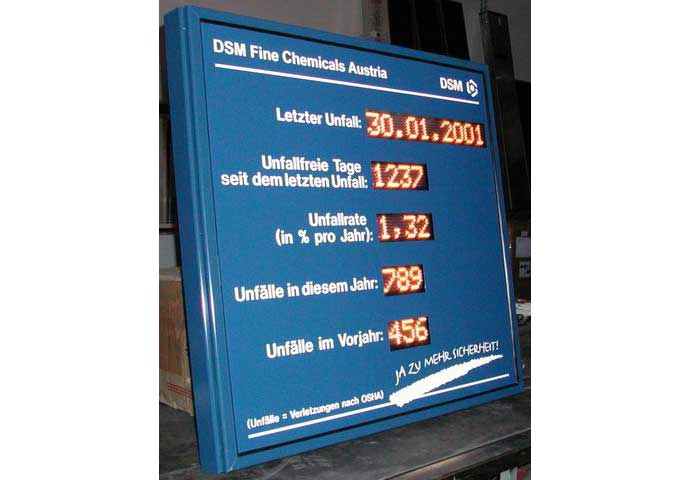 DSM Fine Chemicals Austria
DSM
Letzter Unfall: 30.01.2001
Unfallfreie Tage
seit dem letzten Unfall: 1237
Unfallrate
(in % pro Jahr): 1,32
Unfälle in diesem Jahr: 789
Unfälle im Vorjahr: 456
JA ZU MEHR SICHERHEIT!
(Unfälle = Verletzungen nach OSHA)